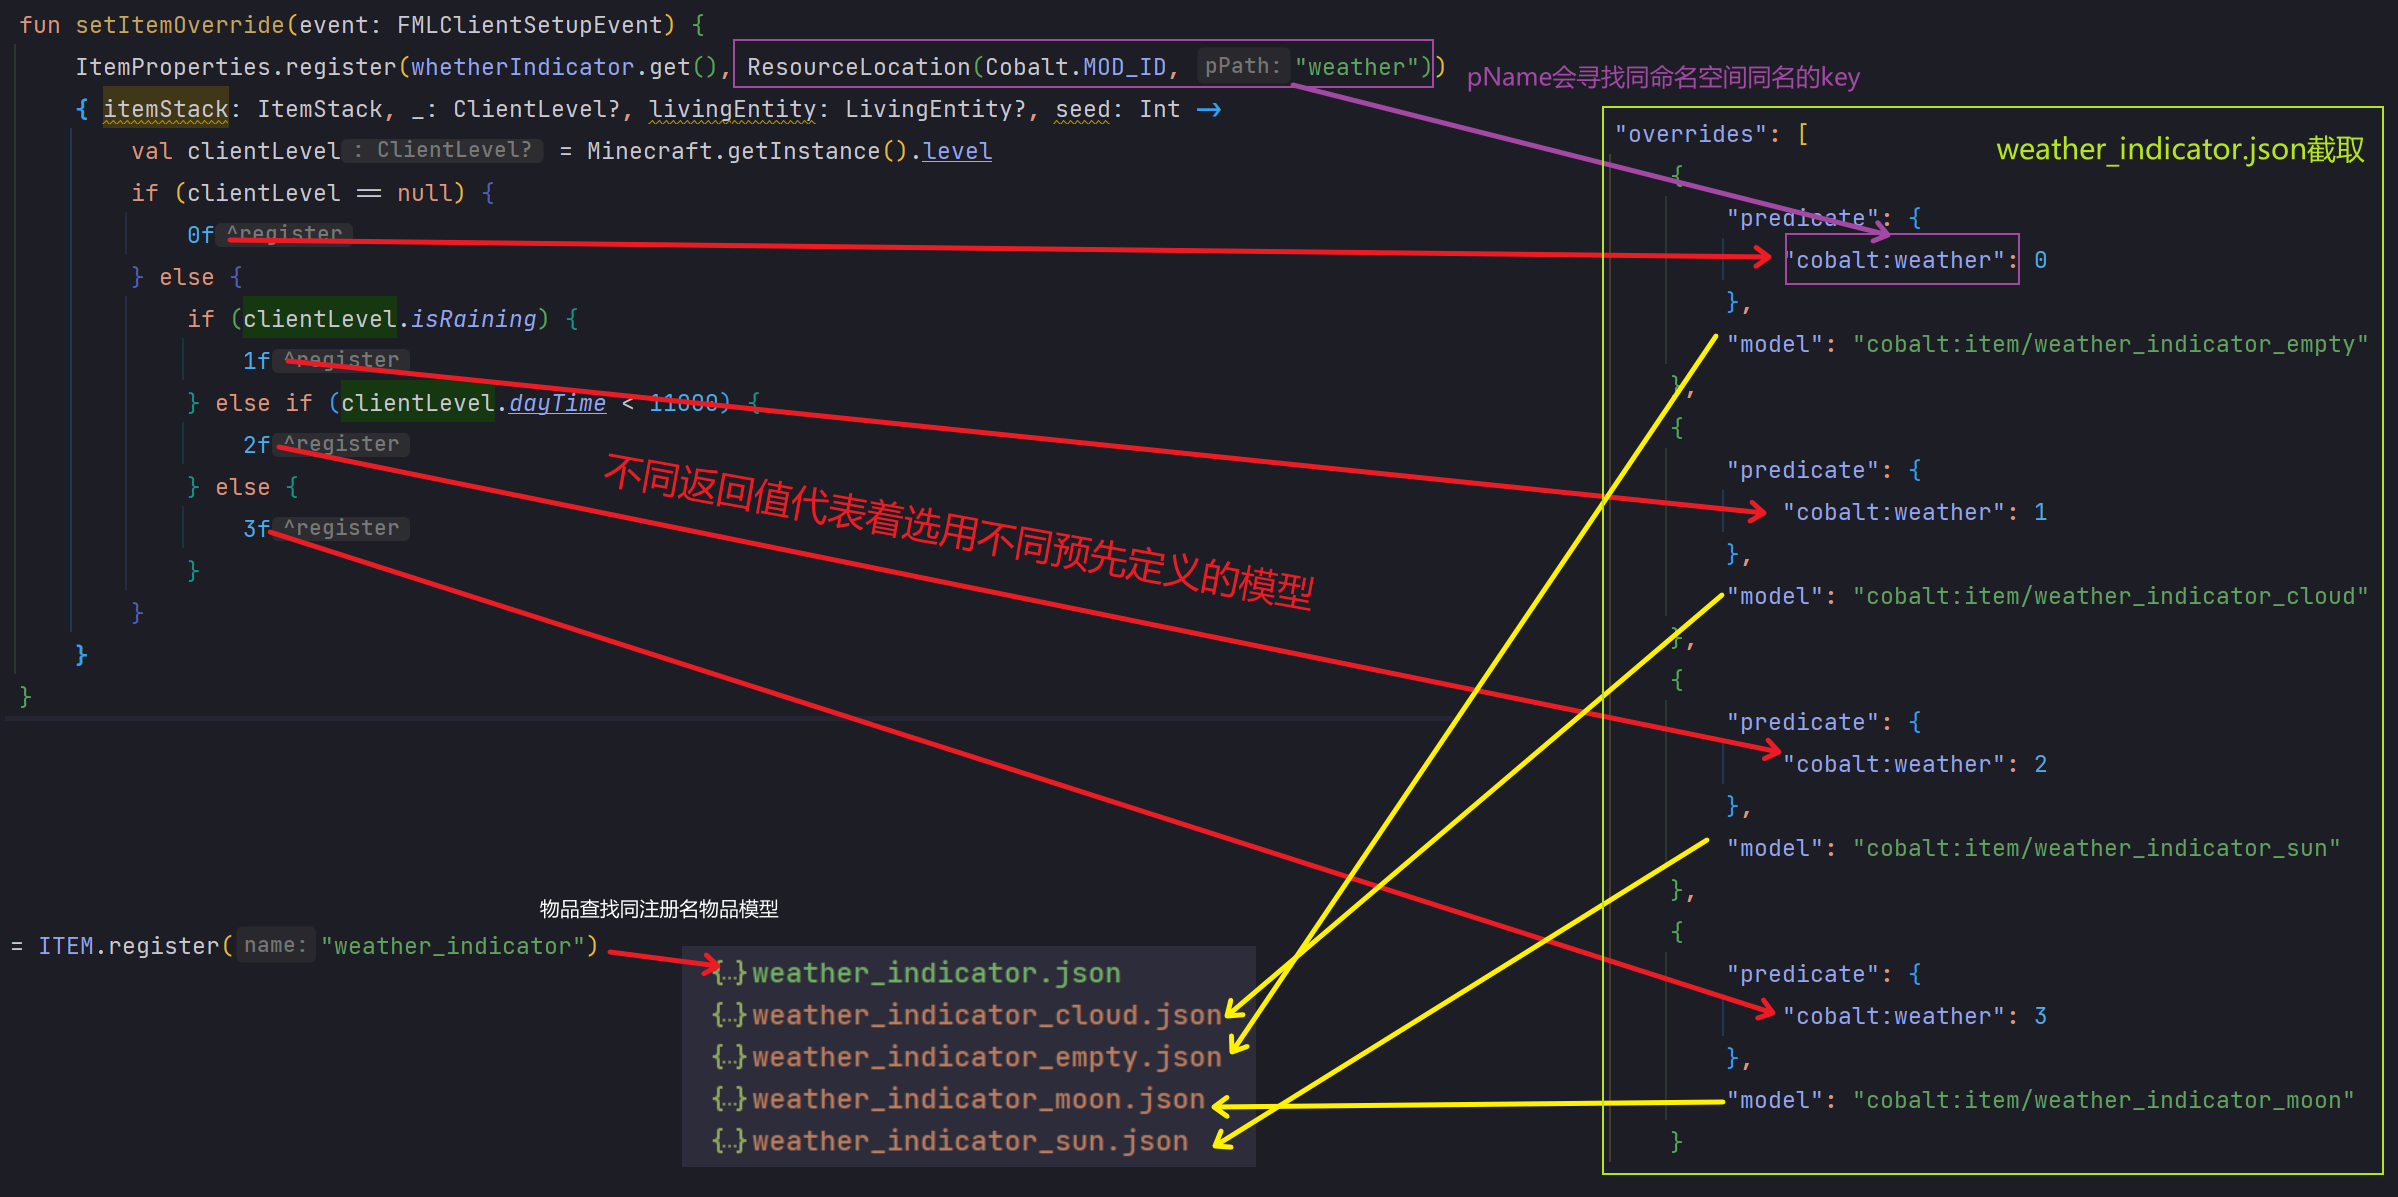 fun setItemOverride(event: FMLClientSetupEvent) {
ItemProperties.register(whetherIndicator.get(), ResourceLocation(Cobalt.MOD_ID, pPath: "weather"))
{ itemStack: ItemStack, _: ClientLevel?, livingEntity: LivingEntity?, seed: Int ->
val clientLevel : ClientLevel? = Minecraft.getInstance().level
if (clientLevel == null) {
0f ^register
} else {
if (clientLevel.isRaining) {
1f ^register
} else if (clientLevel.dayTime < 11000) {
2f ^register
} else {
3f ^register
}
}
}
}
不同返回值代表着选用不同预先定义的模型
pName会寻找同命名空间同名的key
weather_indicator.json截取
"overrides": [
{
"predicate": {
"cobalt:weather": 0
},
"model": "cobalt:item/weather_indicator_empty"
},
{
"predicate": {
"cobalt:weather": 1
},
"model": "cobalt:item/weather_indicator_cloud"
},
{
"predicate": {
"cobalt:weather": 2
},
"model": "cobalt:item/weather_indicator_sun"
},
{
"predicate": {
"cobalt:weather": 3
},
"model": "cobalt:item/weather_indicator_moon"
}
物品查找同注册名物品模型
= ITEM.register( name: "weather_indicator")
{…} weather_indicator.json
{…} weather_indicator_cloud.json
{…} weather_indicator_empty.json
{…} weather_indicator_moon.json
{…} weather_indicator_sun.json